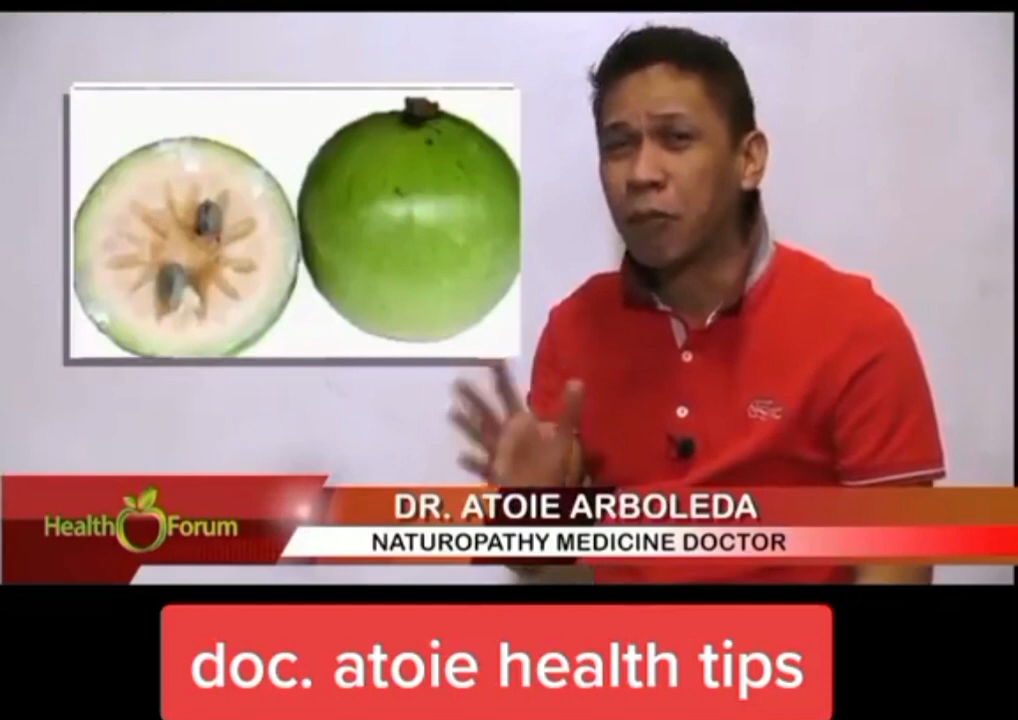 Health Forum
DR. ATOIE ARBOLEDA
NATUROPATHY MEDICINE DOCTOR
doc. atoie health tips